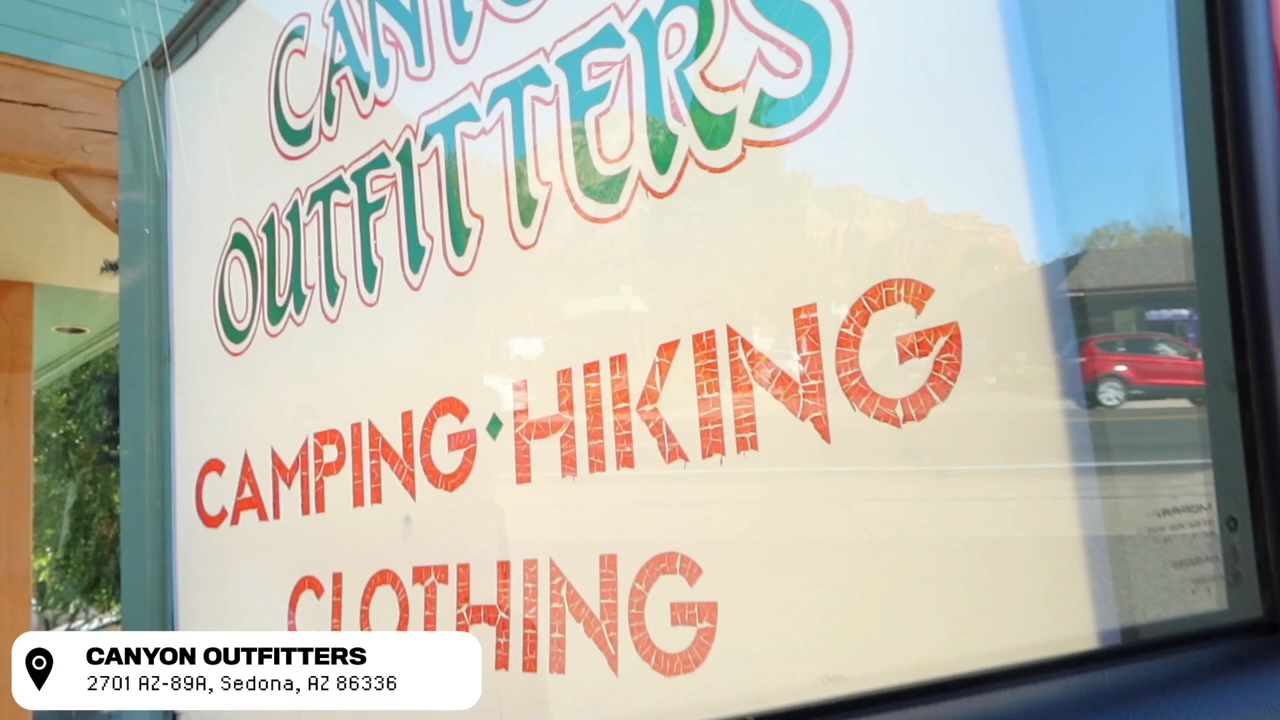 OUTFITTERS
CAMPING HIKING
CLOTHING
CANYON OUTFITTERS
2701 AZ-89A, Sedona, AZ 86336